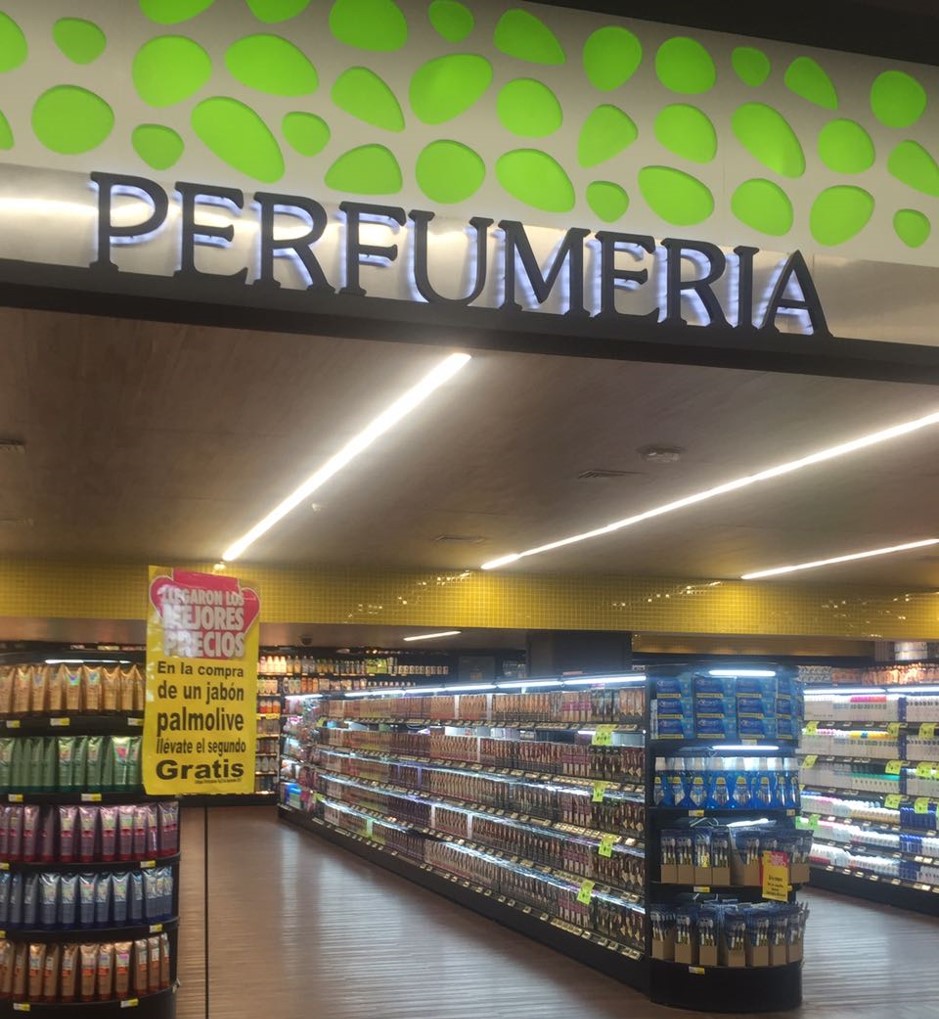 PERFUMERIA
LLEGARON LOS
MEJORES
PRECIOS
En la compra
de un jabón
palmolive
llévate el segundo
Gratis